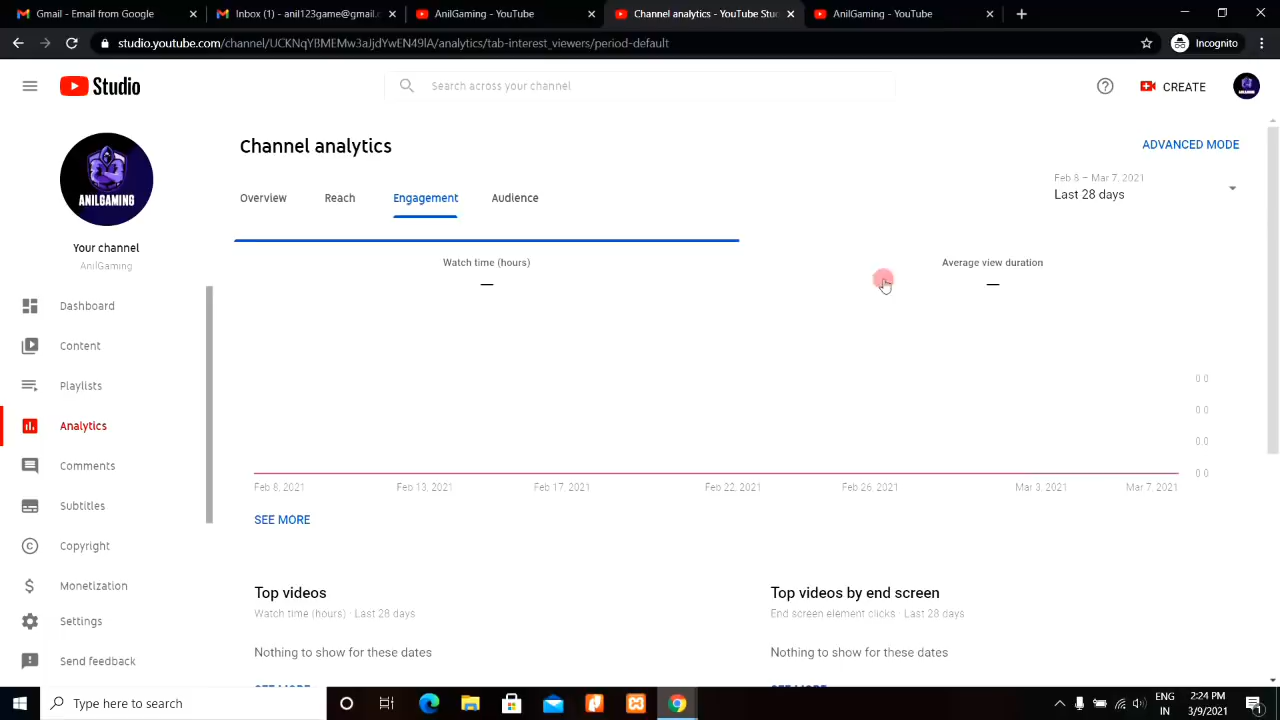 Gmail
anil123game@gmail.c
AnilGaming - YouTube
Channel analytics - YouTube Stu
AnilGaming - YouTube
studio.youtube.com/channel/UCKNqYBMEMw3aJjdYwEN49lA/analytics/tab-interest_viewers/period-default
Incognito
Studio
Search across your channel
CREATE
ANILGAMING
Your channel
AnilGaming
Dashboard
Content
Playlists
Analytics
Comments
Subtitles
Copyright
Monetization
Settings
Send feedback
Channel analytics
ADVANCED MODE
Overview
Reach
Engagement
Audience
Feb 8 – Mar 7, 2021
Last 28 days
Watch time (hours)
—
Average view duration
—
0.0
0.0
0.0
0.0
Feb 8, 2021
Feb 13, 2021
Feb 17, 2021
Feb 22, 2021
Feb 26, 2021
Mar 3, 2021
Mar 7, 2021
SEE MORE
Top videos
Watch time (hours) · Last 28 days
Nothing to show for these dates
SEE MORE
Top videos by end screen
End screen element clicks · Last 28 days
Nothing to show for these dates
SEE MORE
Type here to search
ENG
IN
2:24 PM
3/9/2021